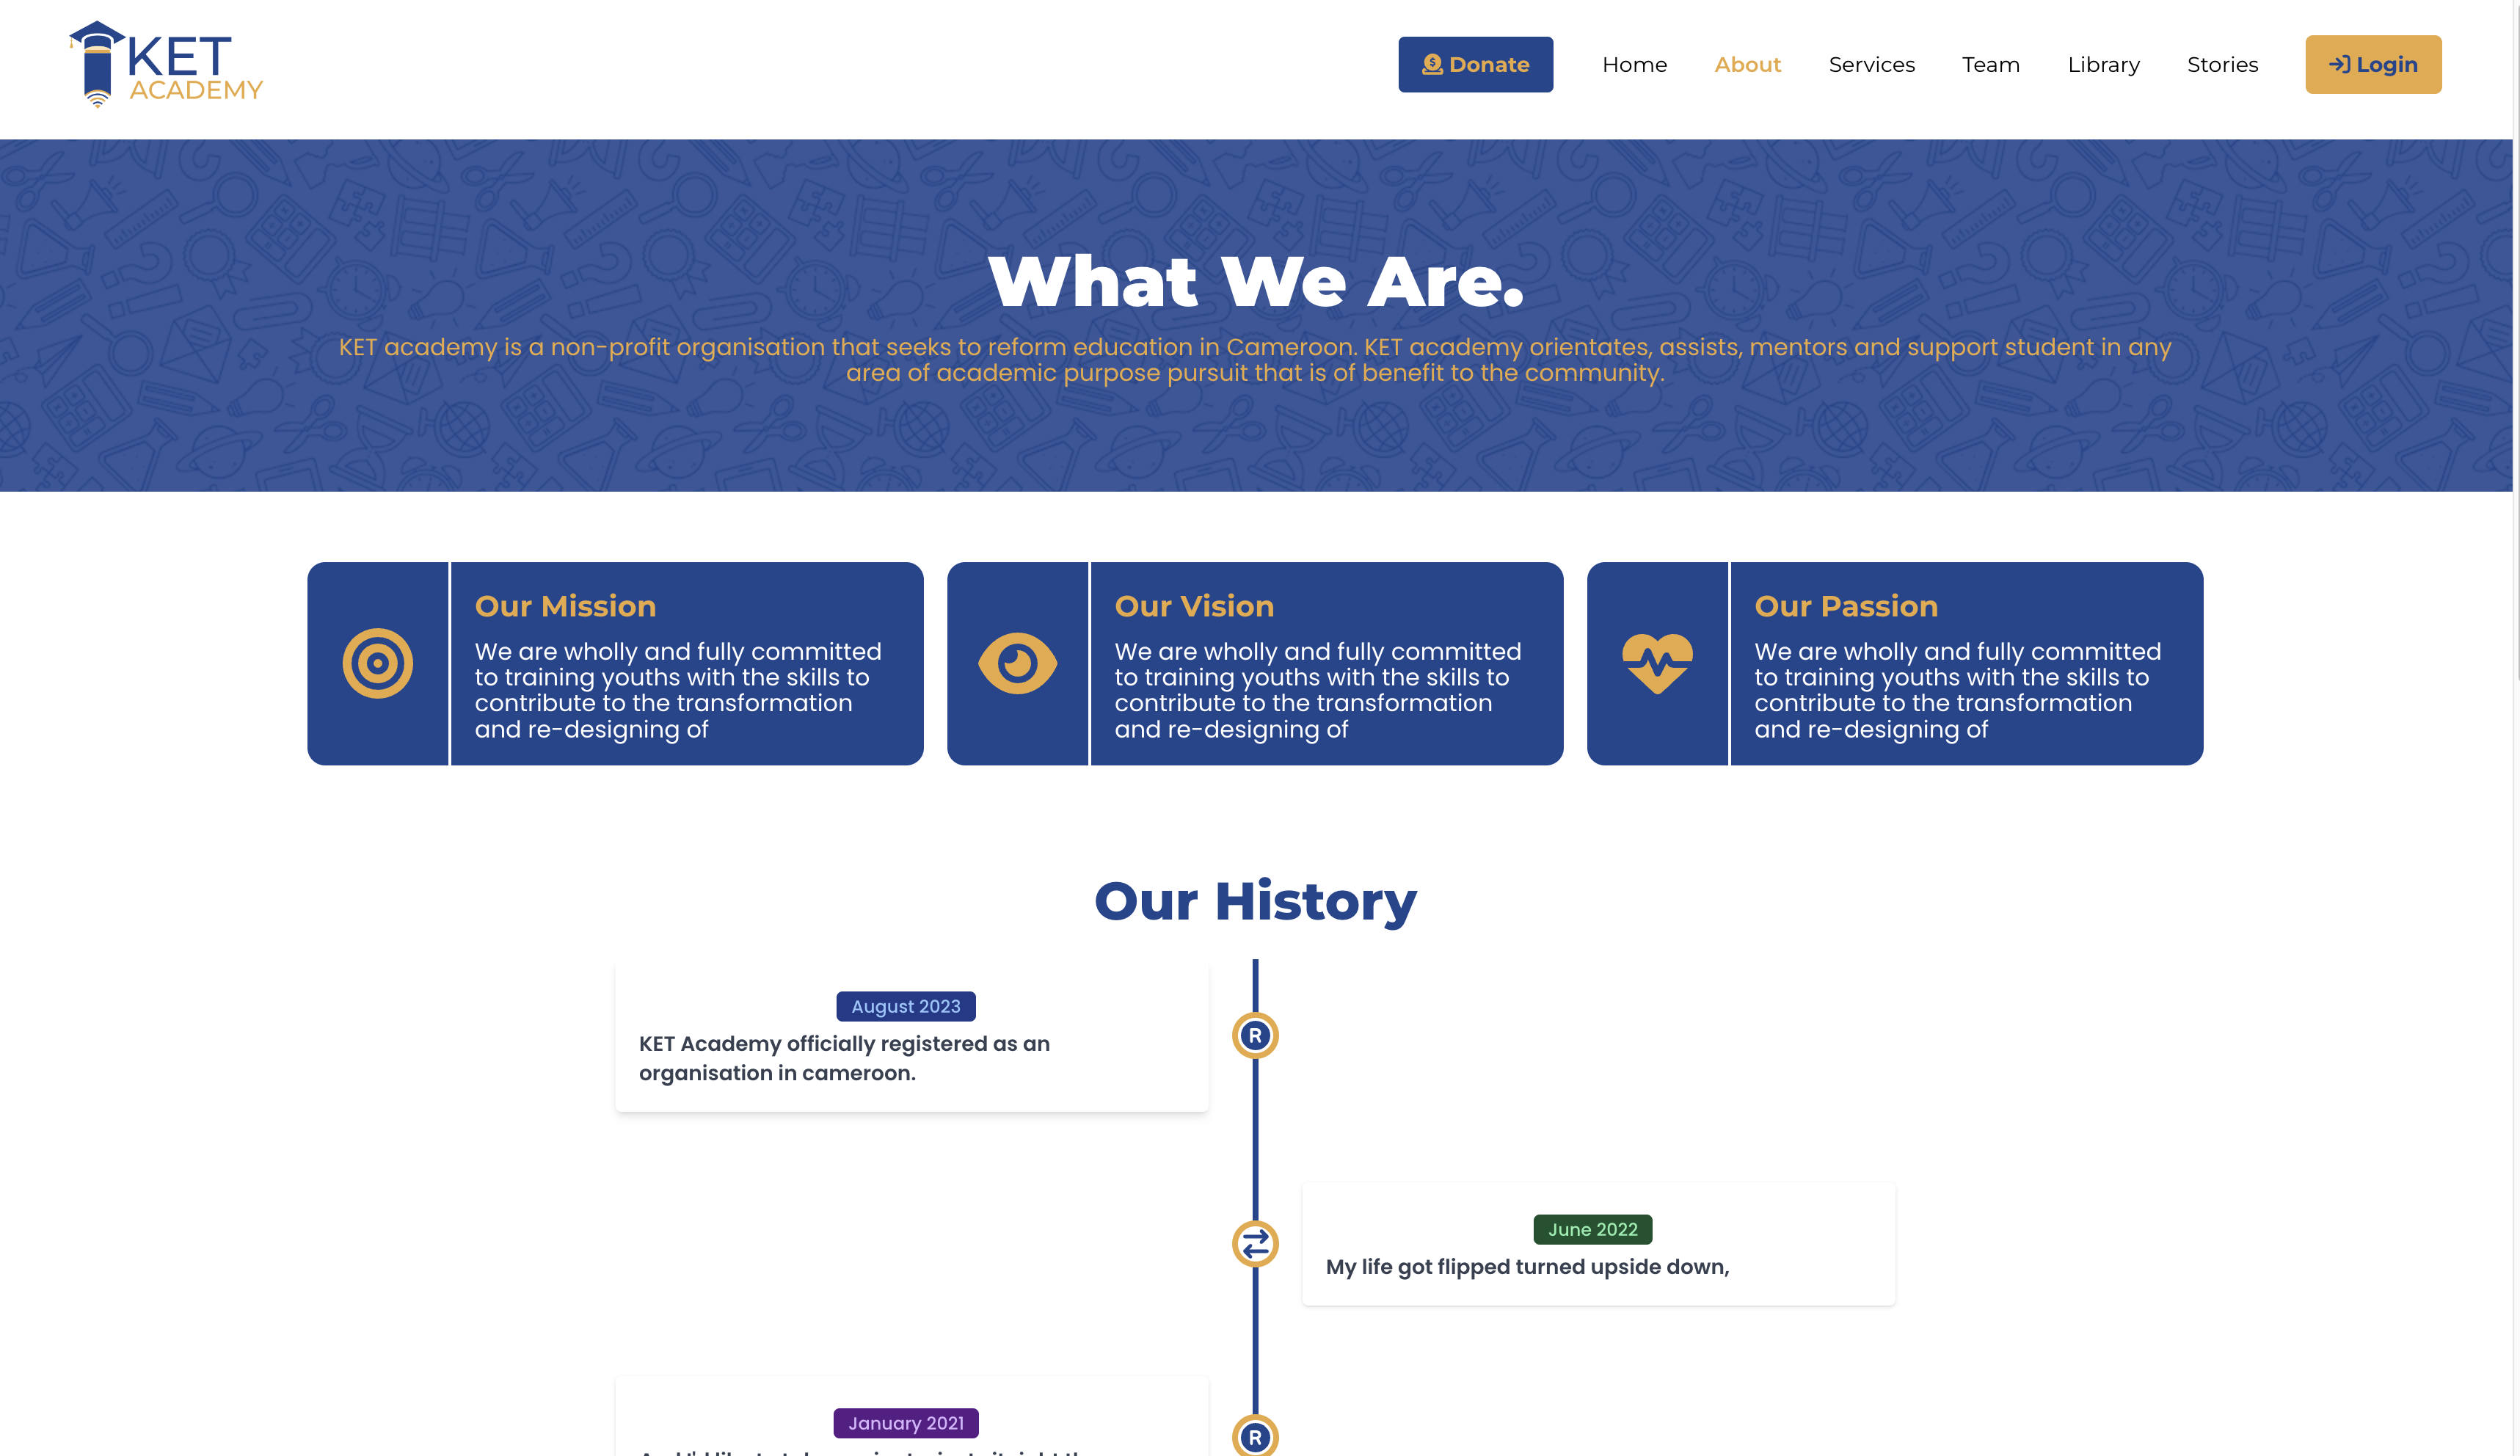 KET
ACADEMY
Donate
Home
About
Services
Team
Library
Stories
Login
What We Are.
KET academy is a non-profit organisation that seeks to reform education in Cameroon. KET academy orientates, assists, mentors and support student in any
area of academic purpose pursuit that is of benefit to the community.
Our Mission
We are wholly and fully committed
to training youths with the skills to
contribute to the transformation
and re-designing of
Our Vision
We are wholly and fully committed
to training youths with the skills to
contribute to the transformation
and re-designing of
Our Passion
We are wholly and fully committed
to training youths with the skills to
contribute to the transformation
and re-designing of
Our History
August 2023
KET Academy officially registered as an
organisation in cameroon.
R
June 2022
My life got flipped turned upside down,
January 2021
R